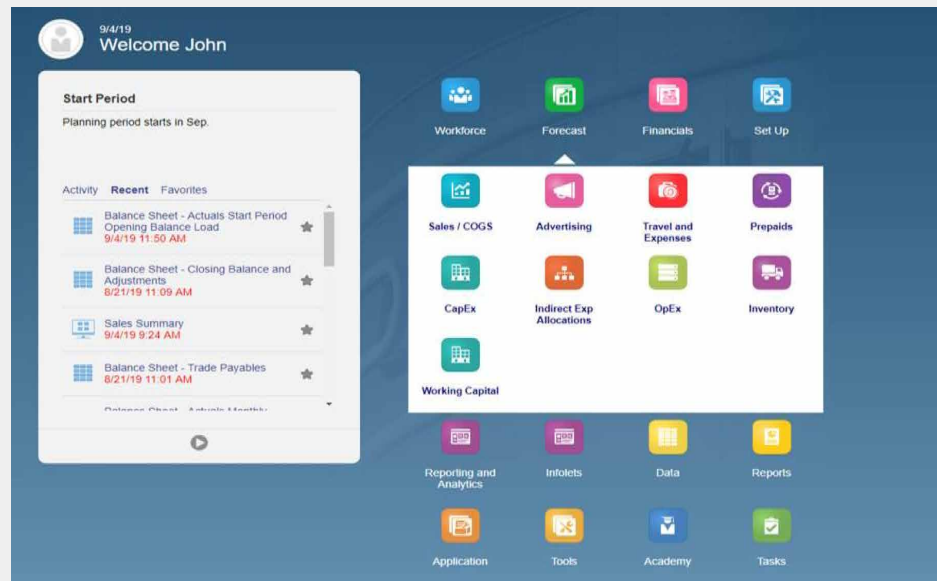 9/4/19
Welcome John
Start Period
Planning period starts in Sep.
Activity Recent Favorites
Balance Sheet - Actuals Start Period
Opening Balance Load
9/4/19 11:50 AM
Balance Sheet - Closing Balance and
Adjustments
8/21/19 11:09 AM
Sales Summary
9/4/19 9:24 AM
Balance Sheet - Trade Payables
8/21/19 11:01 AM
Balance Sheet - Actuals Monthly
Workforce Forecast Financials Set Up
Sales / COGS Advertising Travel and Prepaids
Expenses
CapEx Indirect Exp OpEx Inventory
Allocations
Working Capital
Reporting and Infolets Data Reports
Analytics
Application Tools Academy Tasks